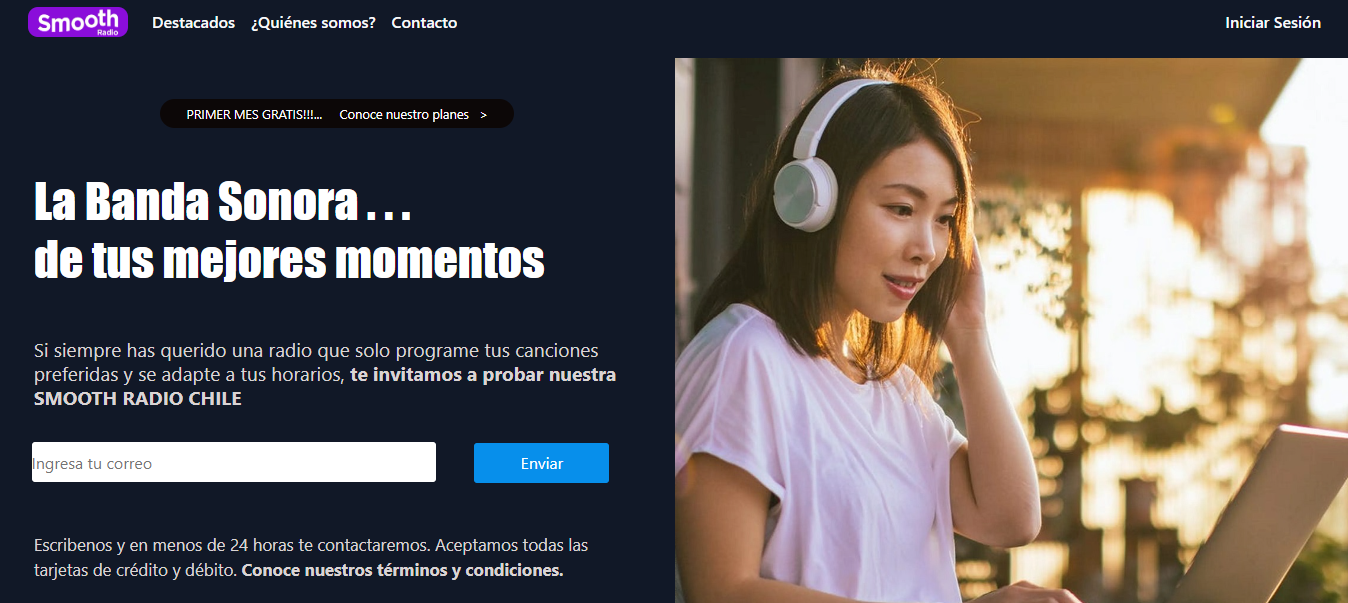 Smooth
Radio
Destacados
¿Quiénes somos?
Contacto
Iniciar Sesión
PRIMER MES GRATIS!!!... Conoce nuestro planes >
La Banda Sonora . . .
de tus mejores momentos
Si siempre has querido una radio que solo programe tus canciones
preferidas y se adapte a tus horarios, te invitamos a probar nuestra
SMOOTH RADIO CHILE
Ingresa tu correo
Enviar
Escribenos y en menos de 24 horas te contactaremos. Aceptamos todas las
tarjetas de crédito y débito. Conoce nuestros términos y condiciones.